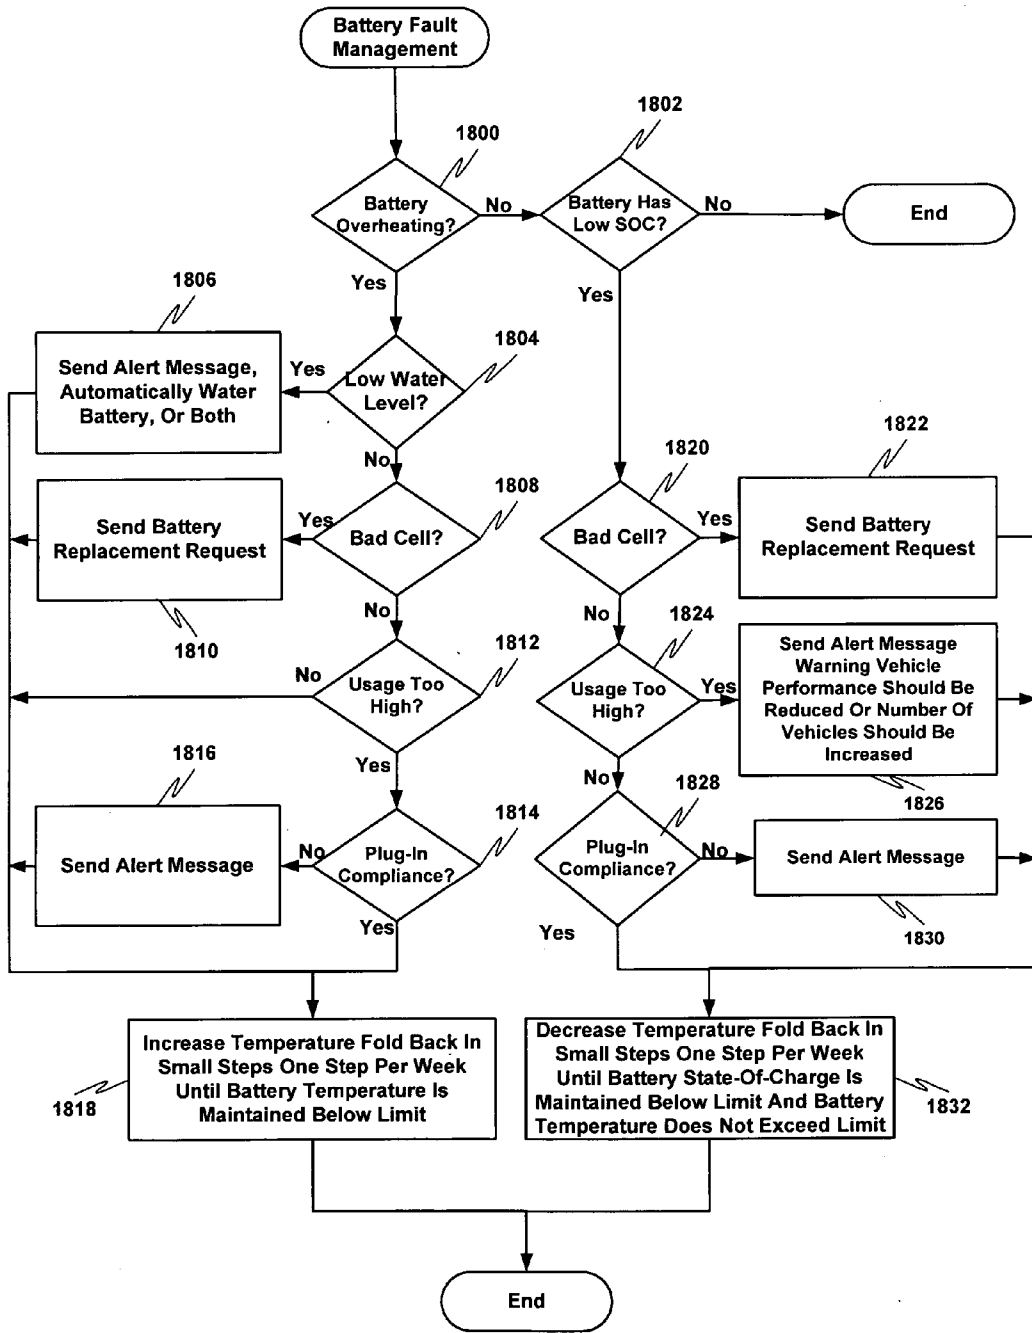 Battery Fault
Management
1800
1802
Battery
Overheating?
No
Battery Has
Low SOC?
No
End
Yes
Yes
1806
Send Alert Message,
Automatically Water
Battery, Or Both
Yes
1804
Low Water
Level?
No
1808
1820
1822
Send Battery
Replacement Request
Yes
Bad Cell?
Bad Cell?
Yes
Send Battery
Replacement Request
1810
No
No
1812
1824
No
Usage Too
High?
Usage Too
High?
Yes
Send Alert Message
Warning Vehicle
Performance Should Be
Reduced Or Number Of
Vehicles Should Be
Increased
1826
Yes
No
1816
1814
1828
Send Alert Message
No
Plug-In
Compliance?
Plug-In
Compliance?
No
Send Alert Message
1830
Yes
Yes
Increase Temperature Fold Back In
Small Steps One Step Per Week
Until Battery Temperature Is
Maintained Below Limit
1818
Decrease Temperature Fold Back In
Small Steps One Step Per Week
Until Battery State-Of-Charge Is
Maintained Below Limit And Battery
Temperature Does Not Exceed Limit
1832
End